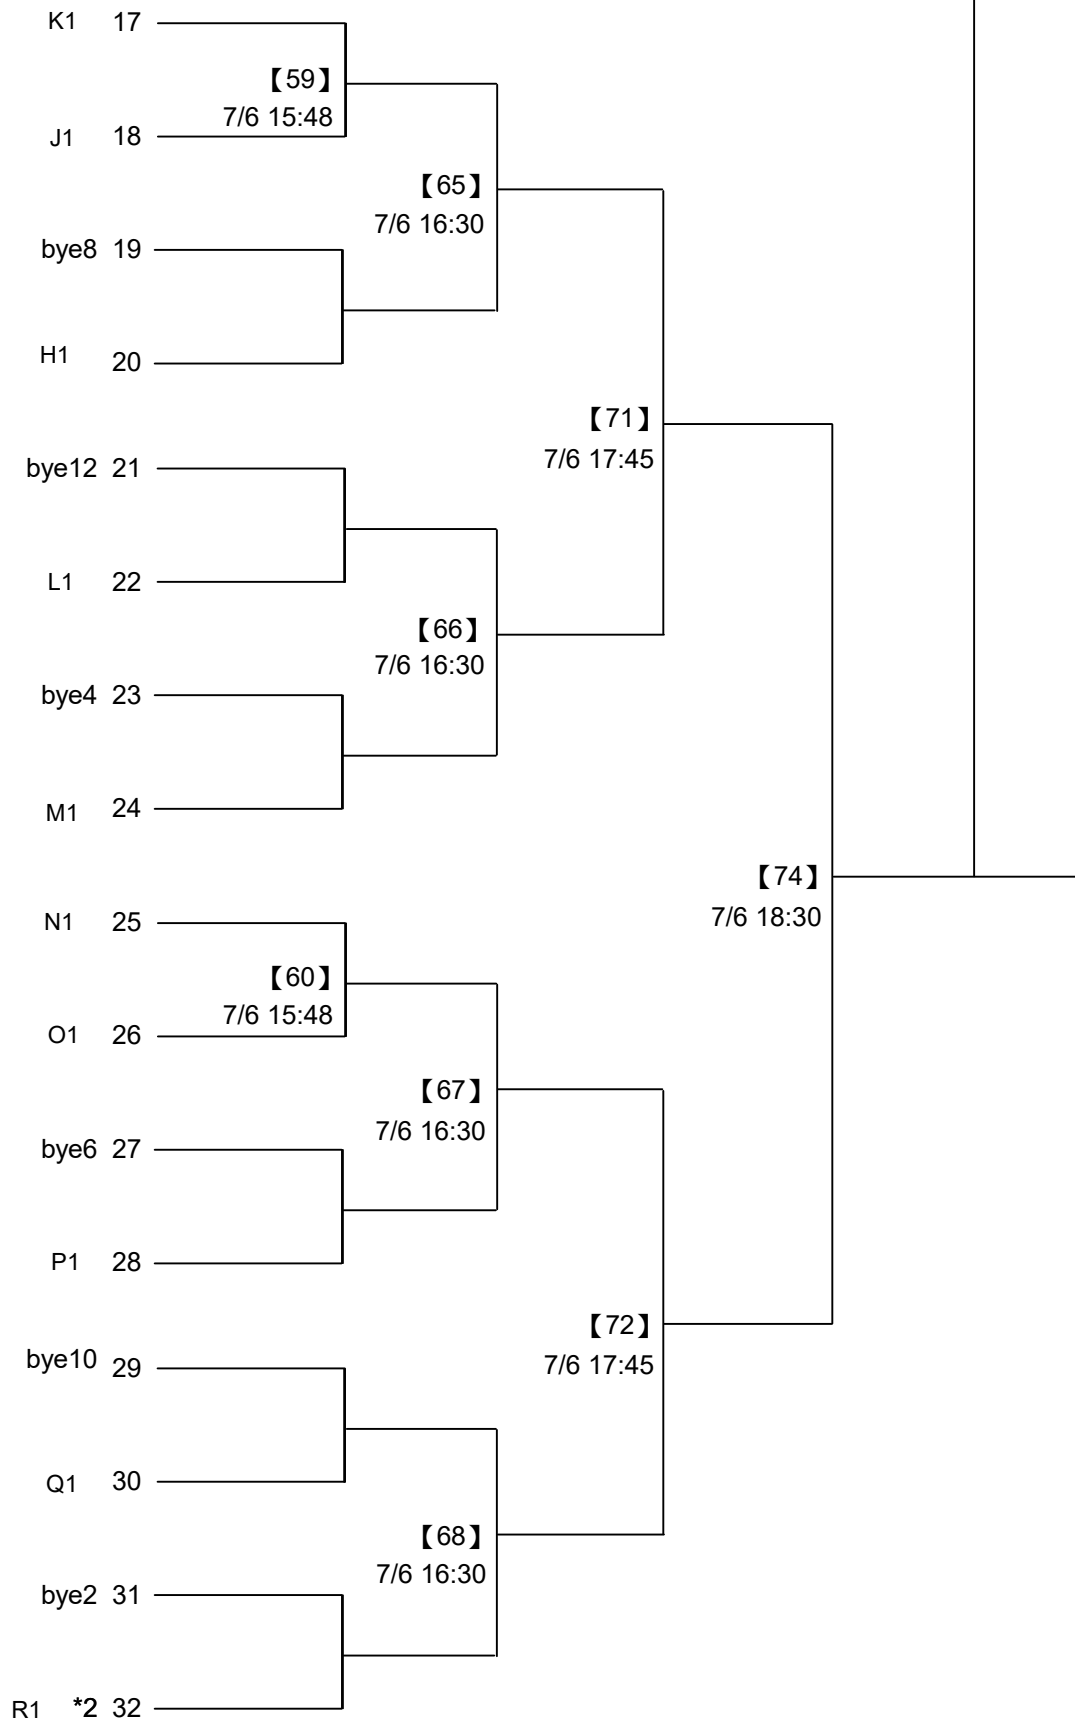 K1 17
【59】
7/6 15:48
J1 18
【65】
7/6 16:30
bye8 19
H1 20
【71】
7/6 17:45
bye12 21
L1 22
【66】
7/6 16:30
bye4 23
M1 24
【74】
7/6 18:30
N1 25
【60】
7/6 15:48
O1 26
【67】
7/6 16:30
bye6 27
P1 28
【72】
7/6 17:45
bye10 29
Q1 30
【68】
7/6 16:30
bye2 31
R1 *2 32